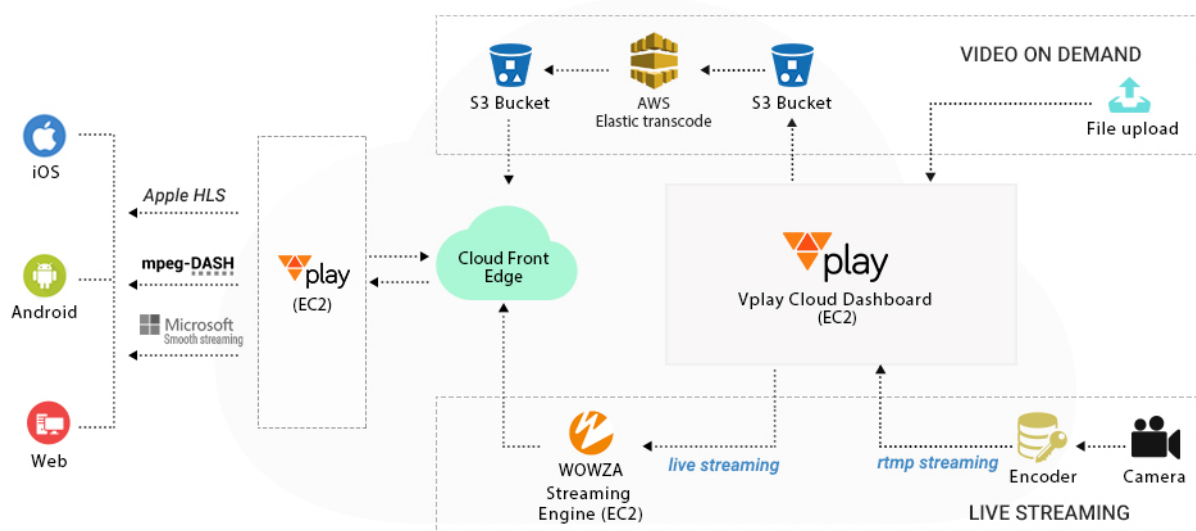 VIDEO ON DEMAND
S3 Bucket
AWS
Elastic transcode
S3 Bucket
File upload
iOS
Apple HLS
mpeg-DASH
Android
Microsoft
Smooth streaming
Web
play
(EC2)
Cloud Front
Edge
play
Vplay Cloud Dashboard
(EC2)
WOWZA
Streaming
Engine (EC2)
live streaming
rtmp streaming
Encoder
Camera
LIVE STREAMING